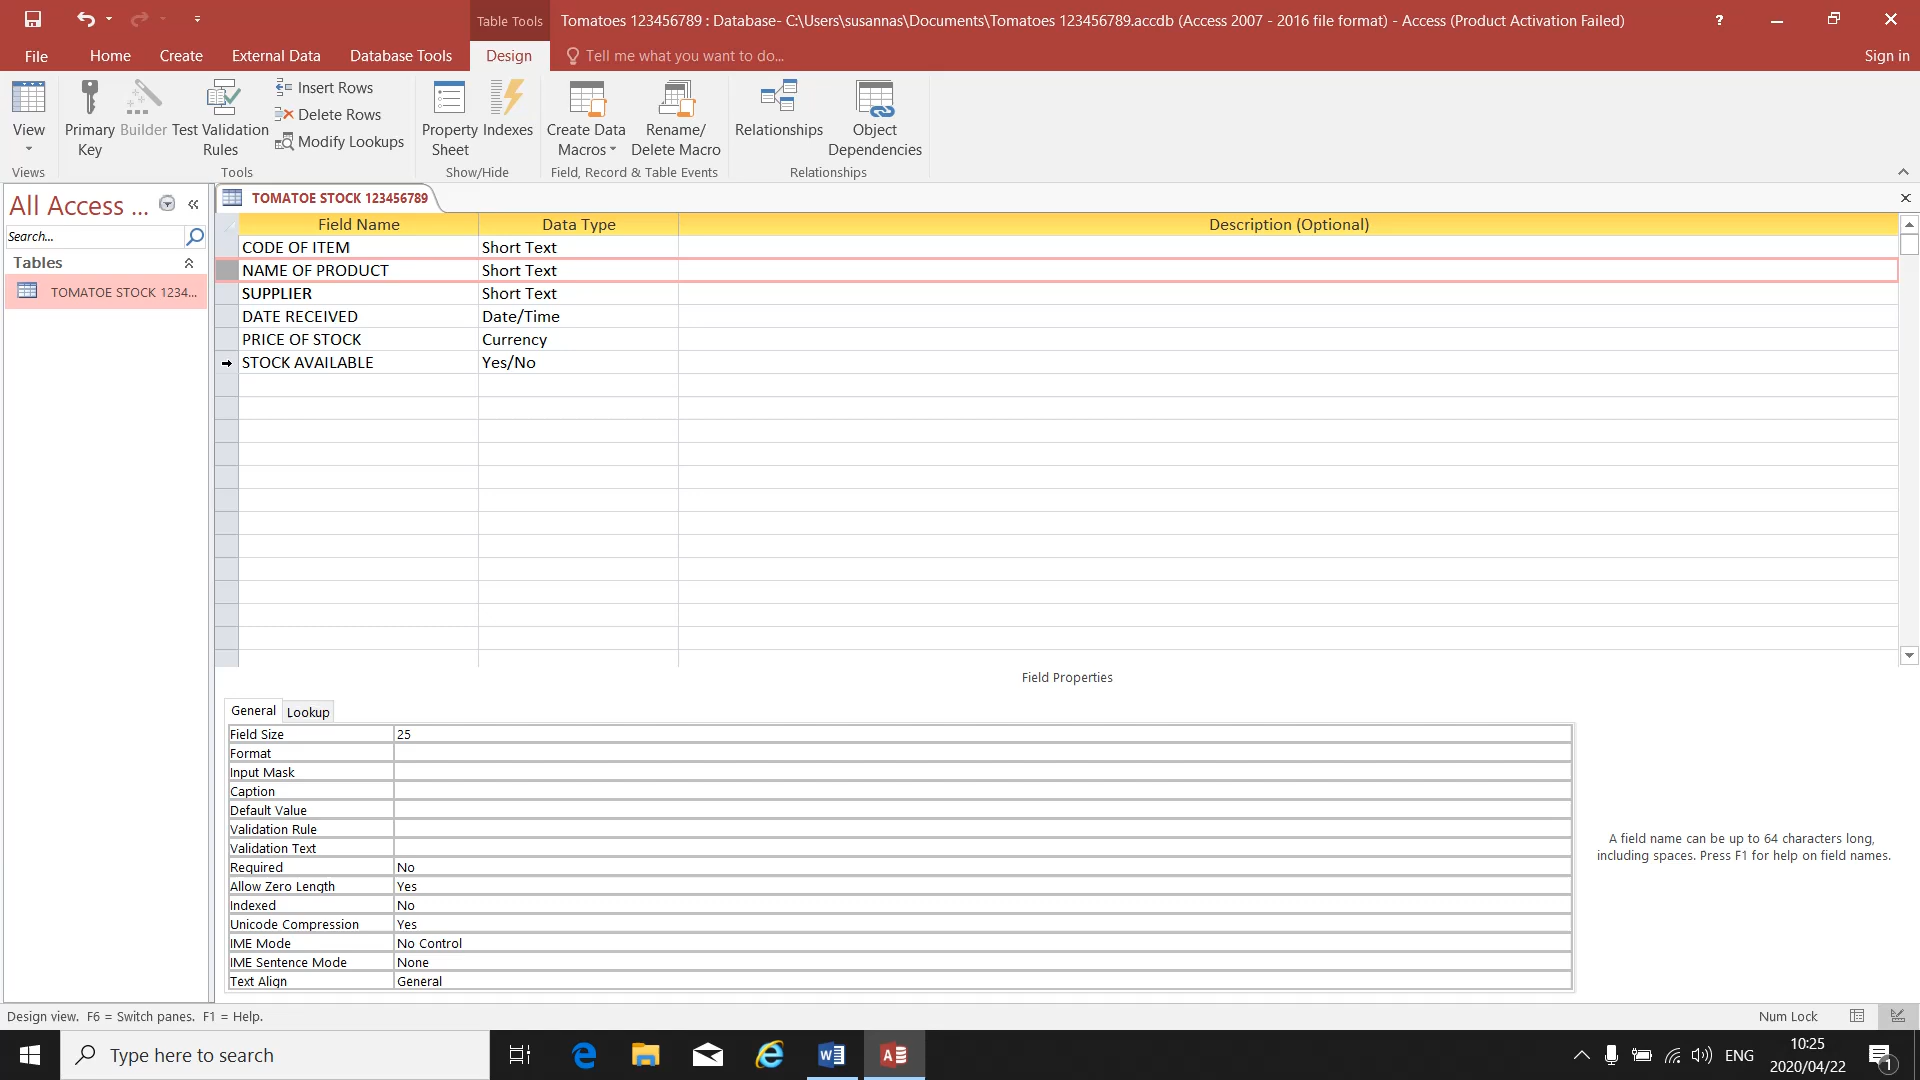 Table Tools
Tomatoes 123456789 : Database- C:\Users\susannas\Documents\Tomatoes 123456789.accdb (Access 2007 - 2016 file format) - Access (Product Activation Failed)
?
File Home Create External Data Database Tools Design Tell me what you want to do... Sign in
View
Primary Key
Builder
Test Validation Rules
Insert Rows
Delete Rows
Modify Lookups
Property Sheet
Indexes
Create Data Macros
Rename/ Delete Macro
Relationships
Object Dependencies
Views Tools Show/Hide Field, Record & Table Events Relationships
All Access ...
Search...
Tables
TOMATOE STOCK 1234...
TOMATOE STOCK 123456789
Field Name Data Type Description (Optional)
CODE OF ITEM Short Text
NAME OF PRODUCT Short Text
SUPPLIER Short Text
DATE RECEIVED Date/Time
PRICE OF STOCK Currency
STOCK AVAILABLE Yes/No
Field Properties
General Lookup
Field Size 25
Format
Input Mask
Caption
Default Value
Validation Rule
Validation Text
Required No
Allow Zero Length Yes
Indexed No
Unicode Compression Yes
IME Mode No Control
IME Sentence Mode None
Text Align General
A field name can be up to 64 characters long,
including spaces. Press F1 for help on field names.
Design view. F6 = Switch panes. F1 = Help.
Num Lock
Type here to search
ENG
10:25
2020/04/22
1